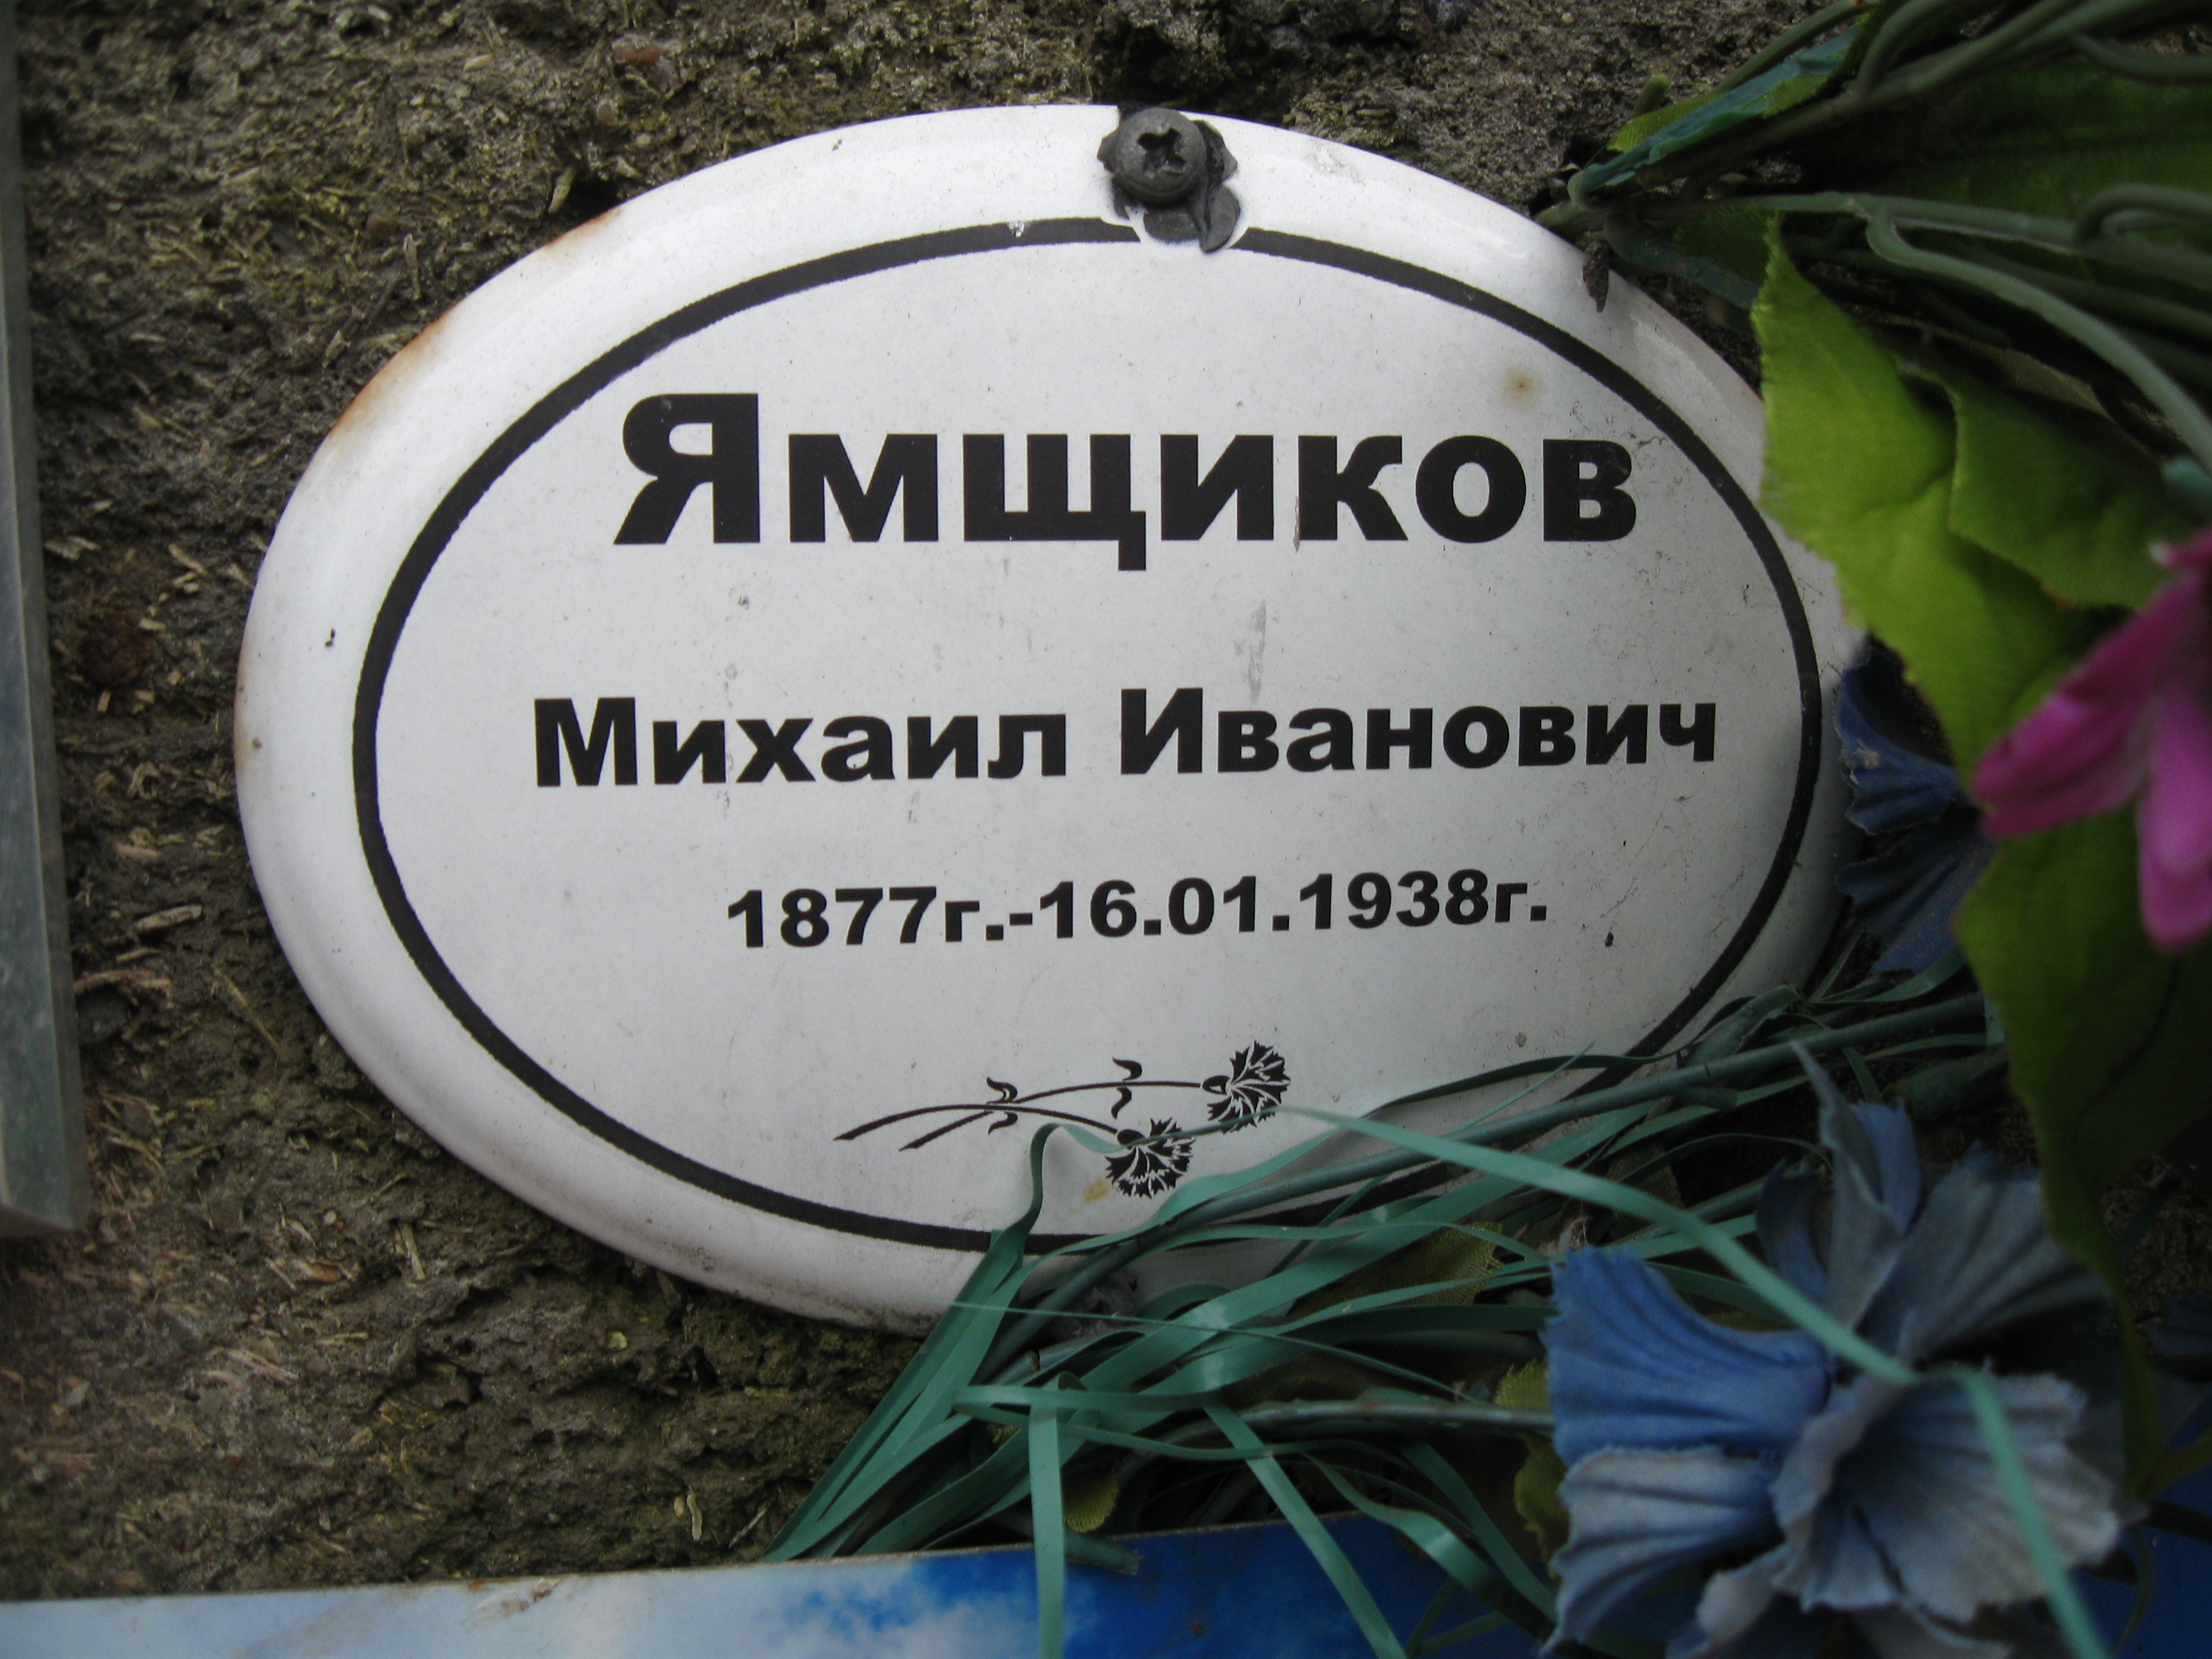 Ямщиков
Михаил Иванович
1877г.-16.01.1938г.